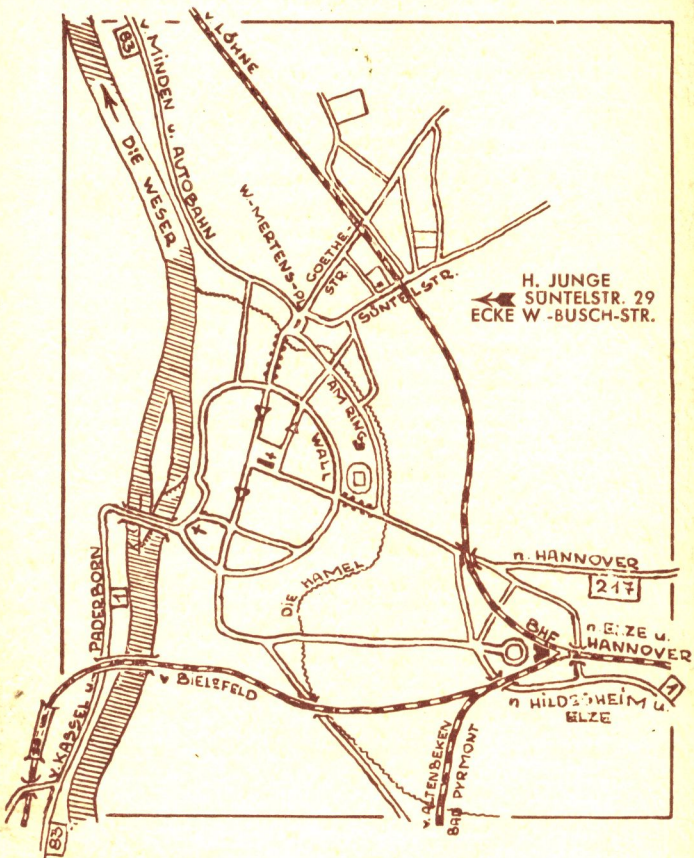 83
v. MINDEN u. AUTOBAHN
v. LÖHNE
DIE WESER
W-MERTENS-PL.
GOETHE-
STR.
SÜNTELSTR.
H. JUNGE
SÜNTELSTR. 29
ECKE W -BUSCH-STR.
AM RING
WALL
n. HANNOVER
217
PADERBORN
1
DIE HAMEL
BHF
n. ELZE u.
HANNOVER
v BIELEFELD
1
n HILDESHEIM u.
ELZE
v. KASSEL u.
v. ALTENBEKEN
BAD PYRMONT
83